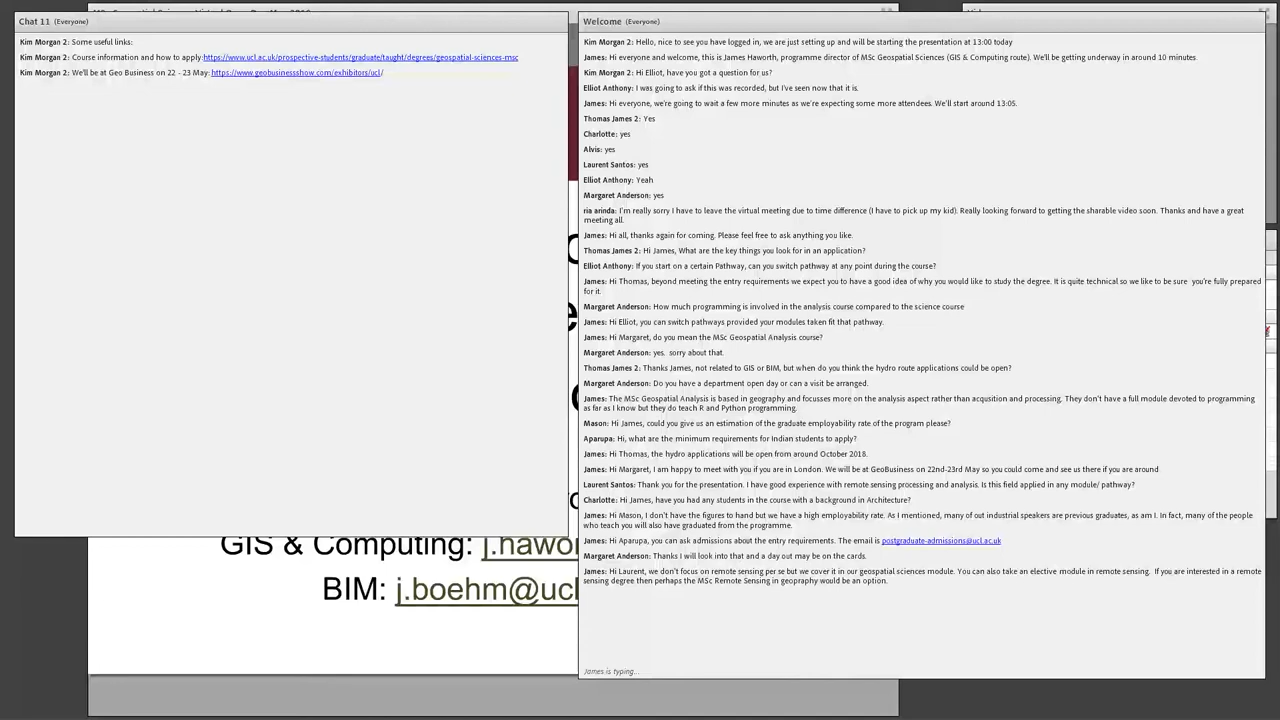 Chat 11 (Everyone)
Kim Morgan 2: Some useful links:
Kim Morgan 2: Course information and how to apply:https://www.ucl.ac.uk/prospective-students/graduate/taught/degrees/geospatial-sciences-msc
Kim Morgan 2: We'll be at Geo Business on 22 - 23 May: https://www.geobusinessshow.com/exhibitors/ucl/
Welcome (Everyone)
Kim Morgan 2: Hello, nice to see you have logged in, we are just setting up and will be starting the presentation at 13:00 today
James: Hi everyone and welcome, this is James Haworth, programme director of MSc Geospatial Sciences (GIS & Computing route). We'll be getting underway in around 10 minutes.
Kim Morgan 2: Hi Elliot, have you got a question for us?
Elliot Anthony: I was going to ask if this was recorded, but I've seen now that it is.
James: Hi everyone, we're going to wait a few more minutes as we're expecting some more attendees. We'll start around 13:05.
Thomas James 2: Yes
Charlotte: yes
Alvis: yes
Laurent Santos: yes
Elliot Anthony: Yeah
Margaret Anderson: yes
ria arinda: I'm really sorry I have to leave the virtual meeting due to time difference (I have to pick up my kid). Really looking forward to getting the sharable video soon. Thanks and have a great
meeting all.
James: Hi all, thanks again for coming. Please feel free to ask anything you like.
Thomas James 2: Hi James, What are the key things you look for in an application?
Elliot Anthony: If you start on a certain Pathway, can you switch pathway at any point during the course?
James: Hi Thomas, beyond meeting the entry requirements we expect you to have a good idea of why you would like to study the degree. It is quite technical so we like to be sure you're fully prepared
for it.
Margaret Anderson: How much programming is involved in the analysis course compared to the science course
James: Hi Elliot, you can switch pathways provided your modules taken fit that pathway.
James: Hi Margaret, do you mean the MSc Geospatial Analysis course?
Margaret Anderson: yes. sorry about that.
Thomas James 2: Thanks James, not related to GIS or BIM, but when do you think the hydro route applications could be open?
Margaret Anderson: Do you have a department open day or can a visit be arranged.
James: The MSc Geospatial Analysis is based in geography and focusses more on the analysis aspect rather than acqusition and processing. They don't have a full module devoted to programming
as far as I know but they do teach R and Python programming.
Mason: Hi James, could you give us an estimation of the graduate employability rate of the program please?
Aparupa: Hi, what are the minimum requirements for Indian students to apply?
James: Hi Thomas, the hydro applications will be open from around October 2018.
James: Hi Margaret, I am happy to meet with you if you are in London. We will be at GeoBusiness on 22nd-23rd May so you could come and see us there if you are around
Laurent Santos: Thank you for the presentation. I have good experience with remote sensing processing and analysis. Is this field applied in any module/ pathway?
Charlotte: Hi James, have you had any students in the course with a background in Architecture?
James: Hi Mason, I don't have the figures to hand but we have a high employability rate. As I mentioned, many of out industrial speakers are previous graduates, as am I. In fact, many of the people
who teach you will also have graduated from the programme.
James: Hi Aparupa, you can ask admissions about the entry requirements. The email is postgraduate-admissions@ucl.ac.uk
Margaret Anderson: Thanks I will look into that and a day out may be on the cards.
James: Hi Laurent, we don't focus on remote sensing per se but we cover it in our geospatial sciences module. You can also take an elective module in remote sensing. If you are interested in a remote
sensing degree then perhaps the MSc Remote Sensing in geopraphy would be an option.
James is typing...
GIS & Computing: j.hawo
BIM: j.boehm@ucl